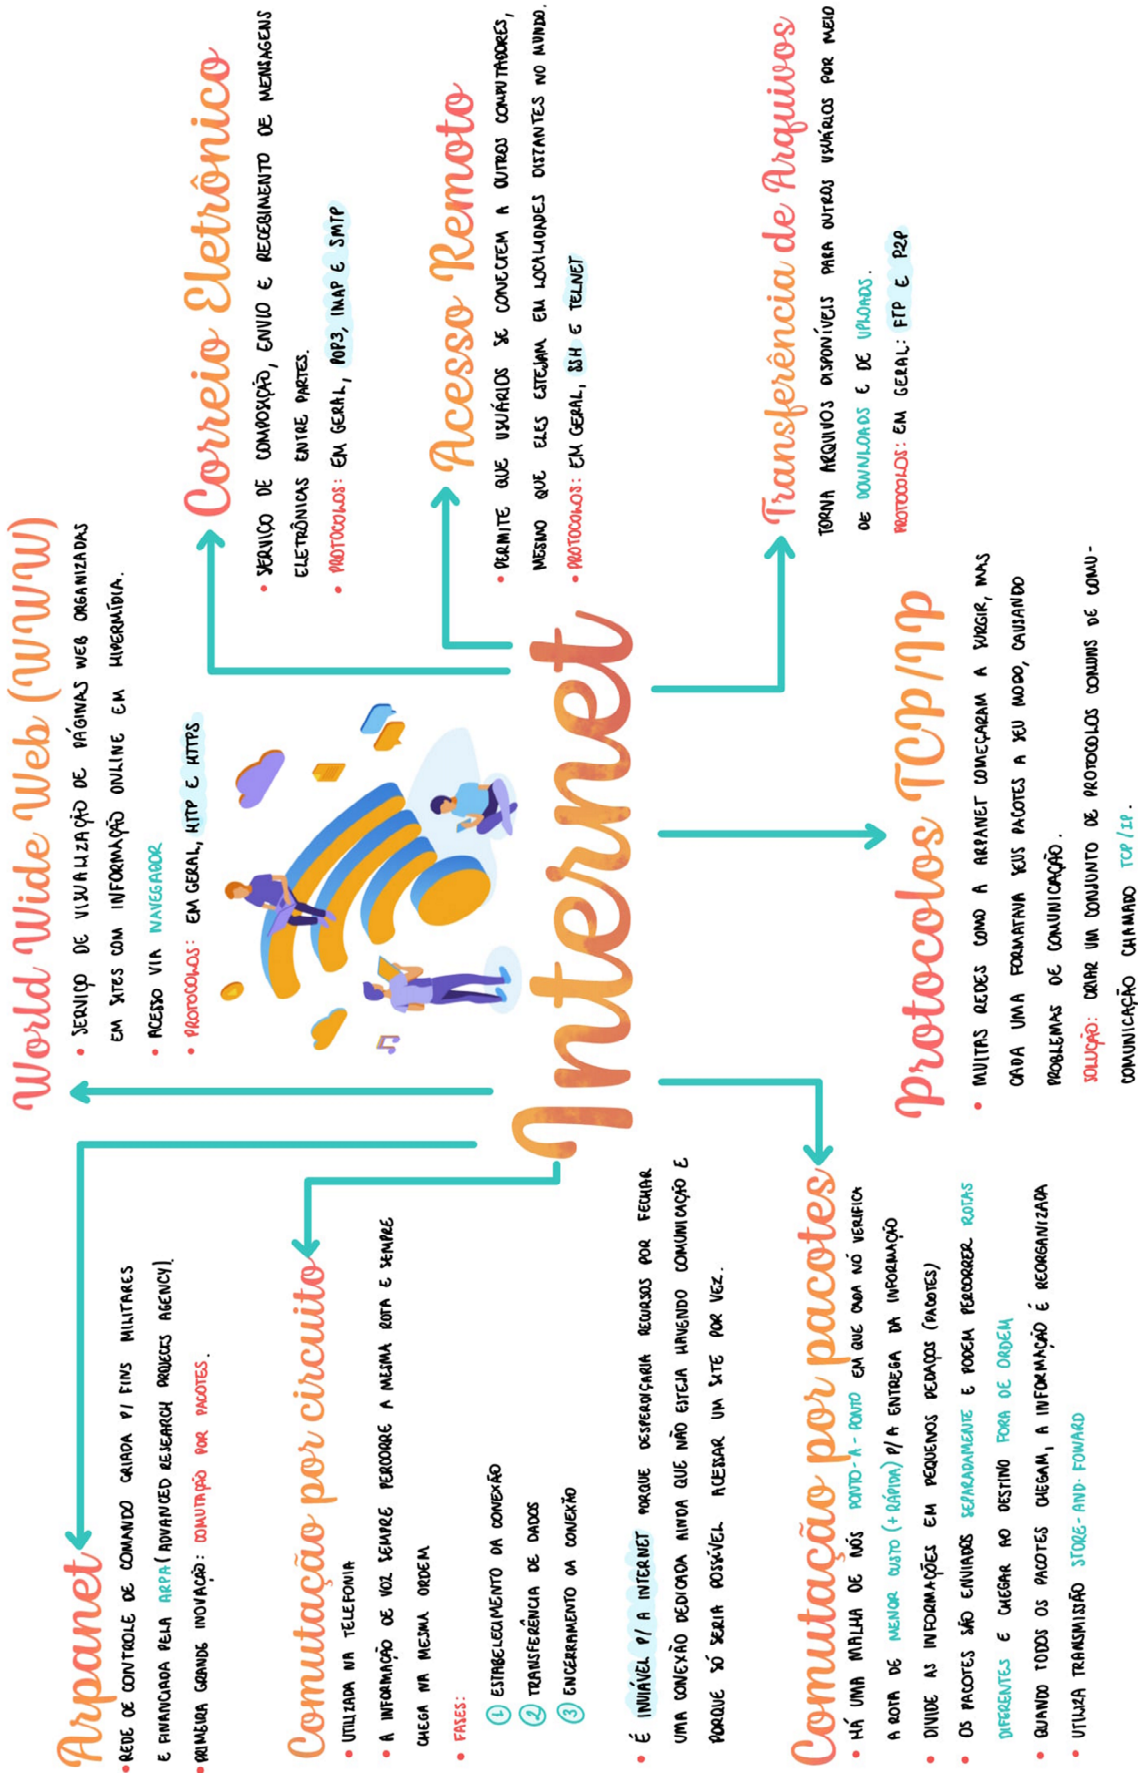 Internet
Arpanet
• REDE DE CONTROLE DE COMANDO CRIADA P/ FINS MILITARES
E FINANCIADA PELA ARPA (ADVANCED RESEARCH PROJECTS AGENCY).
• PRIMEIRA GRANDE INOVAÇÃO: COMUTAÇÃO POR PACOTES.
World Wide Web (WWW)
• SERVIÇO DE VISUALIZAÇÃO DE PÁGINAS WEB ORGANIZADAS
EM SITES COM INFORMAÇÃO ONLINE EM HIPERMÍDIA.
• ACESSO VIA NAVEGADOR
• PROTOCOLOS: EM GERAL, HTTP E HTTPS
Correio Eletrônico
• SERVIÇO DE COMPOSIÇÃO, ENVIO E RECEBIMENTO DE MENSAGENS
ELETRÔNICAS ENTRE PARTES.
• PROTOCOLOS: EM GERAL, POP3, IMAP E SMTP
Comutação por circuito
• UTILIZADA NA TELEFONIA
• A INFORMAÇÃO DE VOZ SEMPRE PERCORRE A MESMA ROTA E SEMPRE
CHEGA NA MESMA ORDEM
• FASES:
① ESTABELECIMENTO DA CONEXÃO
② TRANSFERÊNCIA DE DADOS
③ ENCERRAMENTO DA CONEXÃO
• É INVIÁVEL P/ A INTERNET PORQUE DESPERDIÇARIA RECURSOS POR FECHAR
UMA CONEXÃO DEDICADA AINDA QUE NÃO ESTEJA HAVENDO COMUNICAÇÃO E
PORQUE SÓ SERIA POSSÍVEL ACESSAR UM SITE POR VEZ.
Acesso Remoto
• PERMITE QUE USUÁRIOS SE CONECTEM A OUTROS COMPUTADORES,
MESMO QUE ELES ESTEJAM EM LOCALIDADES DISTANTES NO MUNDO.
• PROTOCOLOS: EM GERAL, SSH E TELNET
Comutação por pacotes
• HÁ UMA MALHA DE NÓS PONTO-A-PONTO EM QUE CADA NÓ VERIFICA
A ROTA DE MENOR CUSTO (+ RÁPIDA) P/ A ENTREGA DA INFORMAÇÃO
• DIVIDE AS INFORMAÇÕES EM PEQUENOS PEDAÇOS (PACOTES)
• OS PACOTES SÃO ENVIADOS SEPARADAMENTE E PODEM PERCORRER ROTAS
DIFERENTES E CHEGAR AO DESTINO FORA DE ORDEM
• QUANDO TODOS OS PACOTES CHEGAM, A INFORMAÇÃO É REORGANIZADA
• UTILIZA TRANSMISSÃO STORE-AND-FOWARD
Protocolos TCP/IP
• MUITAS REDES COMO A ARPANET COMEÇARAM A SURGIR, MAS
CADA UMA FORMATAVA SEUS PACOTES A SEU MODO, CAUSANDO
PROBLEMAS DE COMUNICAÇÃO.
SOLUÇÃO: CRIAR UM CONJUNTO DE PROTOCOLOS COMUNS DE COMU-
COMUNICAÇÃO CHAMADO TCP/IP.
Transferência de Arquivos
TORNA ARQUIVOS DISPONÍVEIS PARA OUTROS USUÁRIOS POR MEIO
DE DOWNLOADS E DE UPLOADS.
PROTOCOLOS: EM GERAL: FTP E P2P